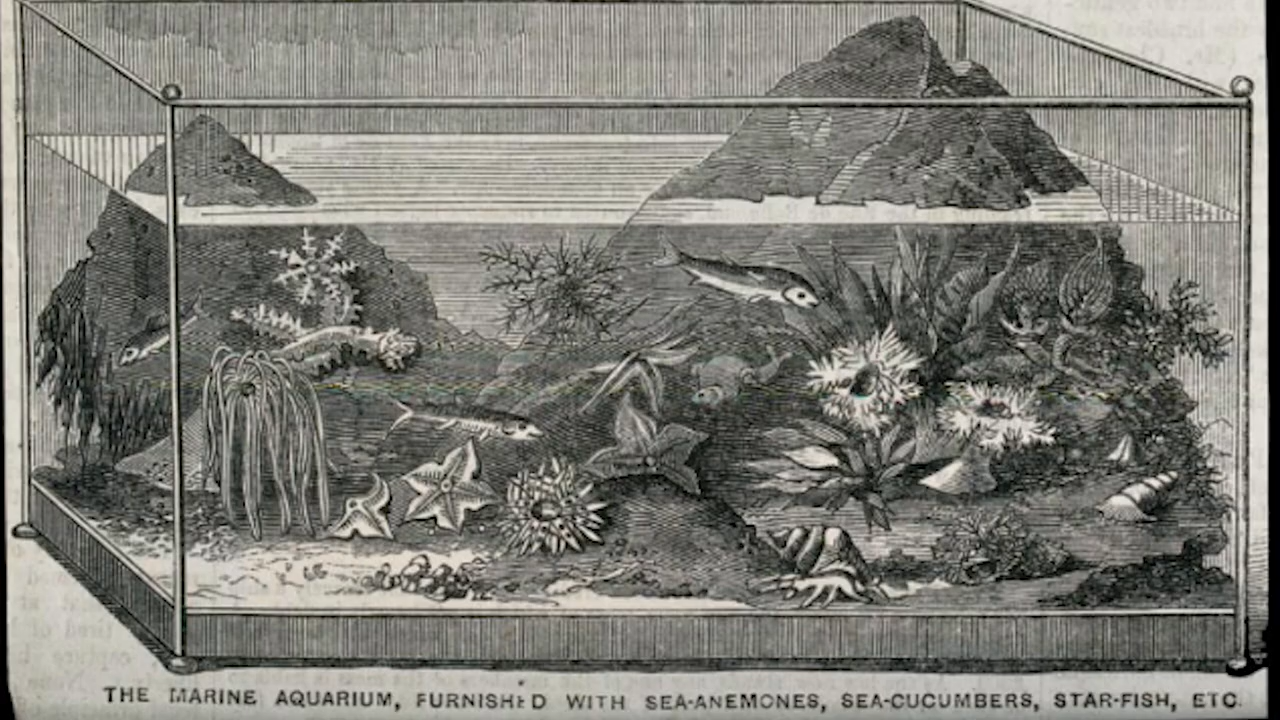 THE MARINE AQUARIUM, FURNISHED WITH SEA-ANEMONES, SEA-CUCUMBERS, STAR-FISH, ETC.